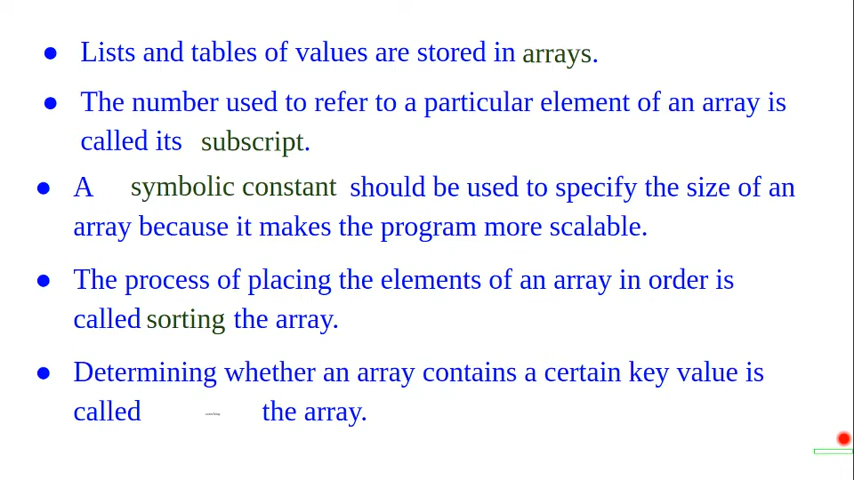 Lists and tables of values are stored in arrays.
The number used to refer to a particular element of an array is
called its subscript.
A symbolic constant should be used to specify the size of an
array because it makes the program more scalable.
The process of placing the elements of an array in order is
called sorting the array.
Determining whether an array contains a certain key value is
called the array.